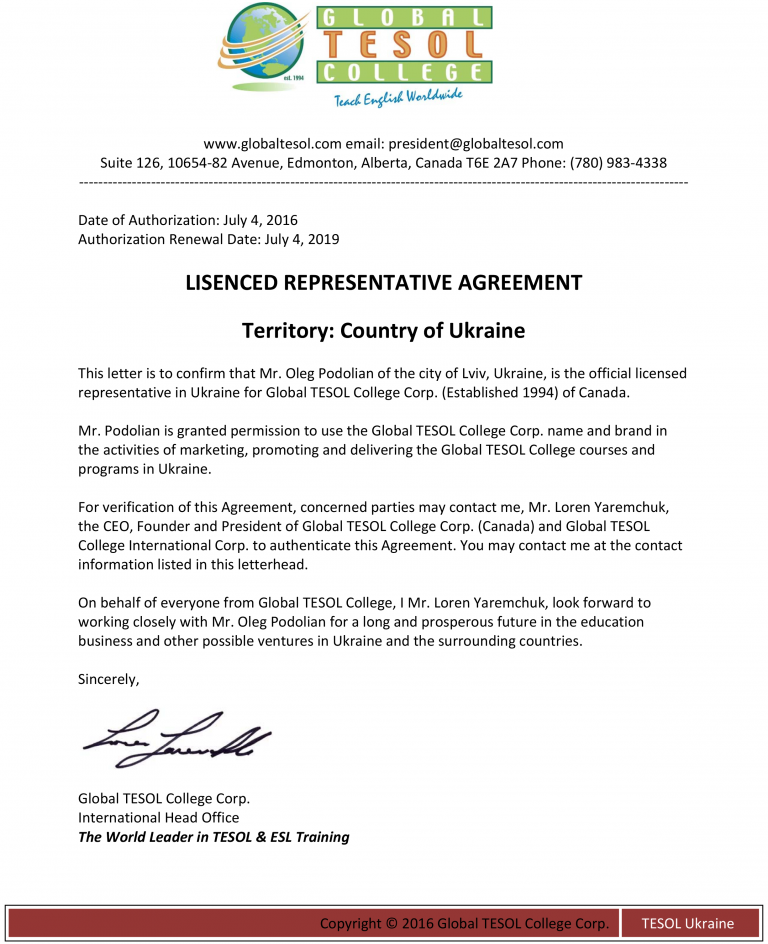 GLOBAL
TESOL
COLLEGE
est. 1994
Teach English Worldwide
www.globaltesol.com email: president@globaltesol.com
Suite 126, 10654-82 Avenue, Edmonton, Alberta, Canada T6E 2A7 Phone: (780) 983-4338
Date of Authorization: July 4, 2016
Authorization Renewal Date: July 4, 2019
LISENCED REPRESENTATIVE AGREEMENT
Territory: Country of Ukraine
This letter is to confirm that Mr. Oleg Podolian of the city of Lviv, Ukraine, is the official licensed
representative in Ukraine for Global TESOL College Corp. (Established 1994) of Canada.
Mr. Podolian is granted permission to use the Global TESOL College Corp. name and brand in
the activities of marketing, promoting and delivering the Global TESOL College courses and
programs in Ukraine.
For verification of this Agreement, concerned parties may contact me, Mr. Loren Yaremchuk,
the CEO, Founder and President of Global TESOL College Corp. (Canada) and Global TESOL
College International Corp. to authenticate this Agreement. You may contact me at the contact
information listed in this letterhead.
On behalf of everyone from Global TESOL College, I Mr. Loren Yaremchuk, look forward to
working closely with Mr. Oleg Podolian for a long and prosperous future in the education
business and other possible ventures in Ukraine and the surrounding countries.
Sincerely,
Global TESOL College Corp.
International Head Office
The World Leader in TESOL & ESL Training
Copyright © 2016 Global TESOL College Corp.
TESOL Ukraine